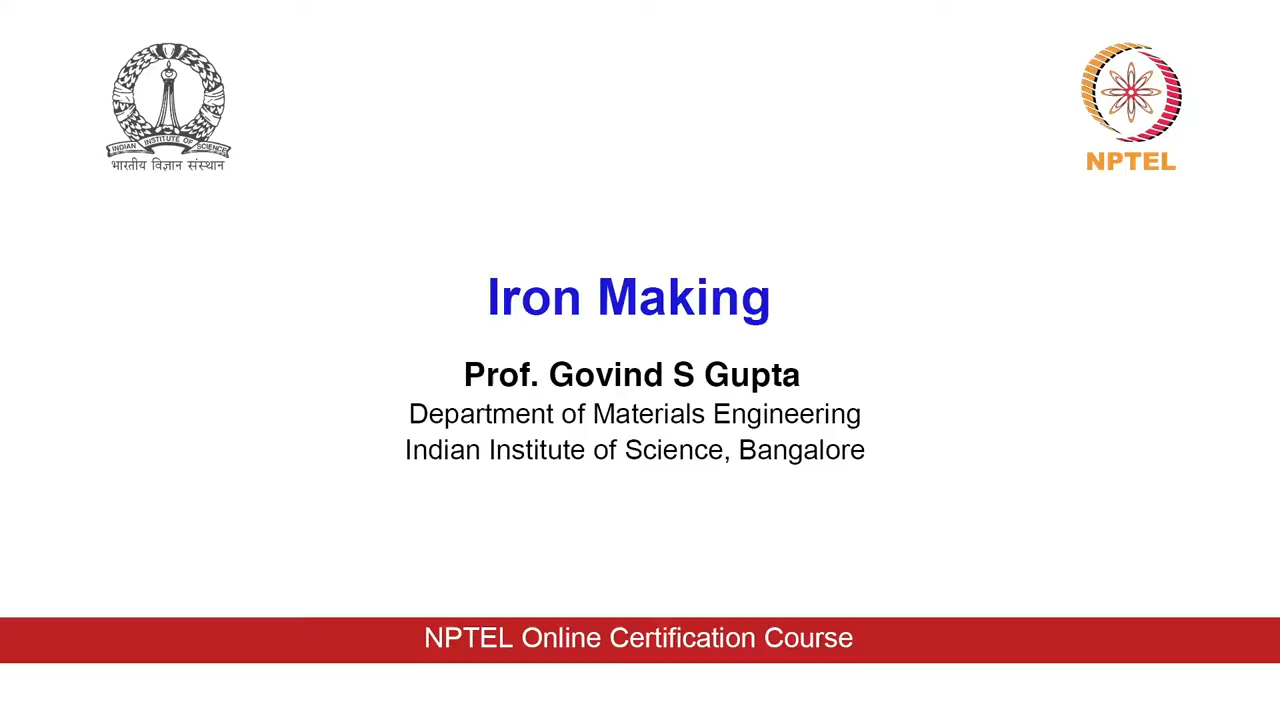 INDIAN INSTITUTE OF SCIENCE
भारतीय विज्ञान संस्थान
NPTEL
Iron Making
Prof. Govind S Gupta
Department of Materials Engineering
Indian Institute of Science, Bangalore
NPTEL Online Certification Course